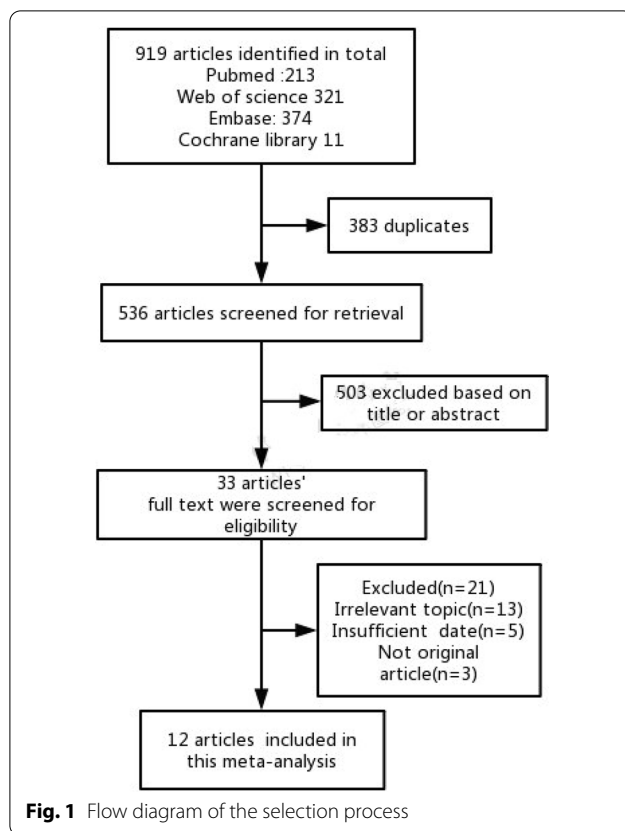 919 articles identified in total
Pubmed :213
Web of science 321
Embase: 374
Cochrane library 11
383 duplicates
536 articles screened for retrieval
503 excluded based on
title or abstract
33 articles'
full text were screened for
eligibility
Excluded(n=21)
Irrelevant topic(n=13)
Insufficient date(n=5)
Not original
article(n=3)
12 articles included in
this meta-analysis
Fig. 1 Flow diagram of the selection process